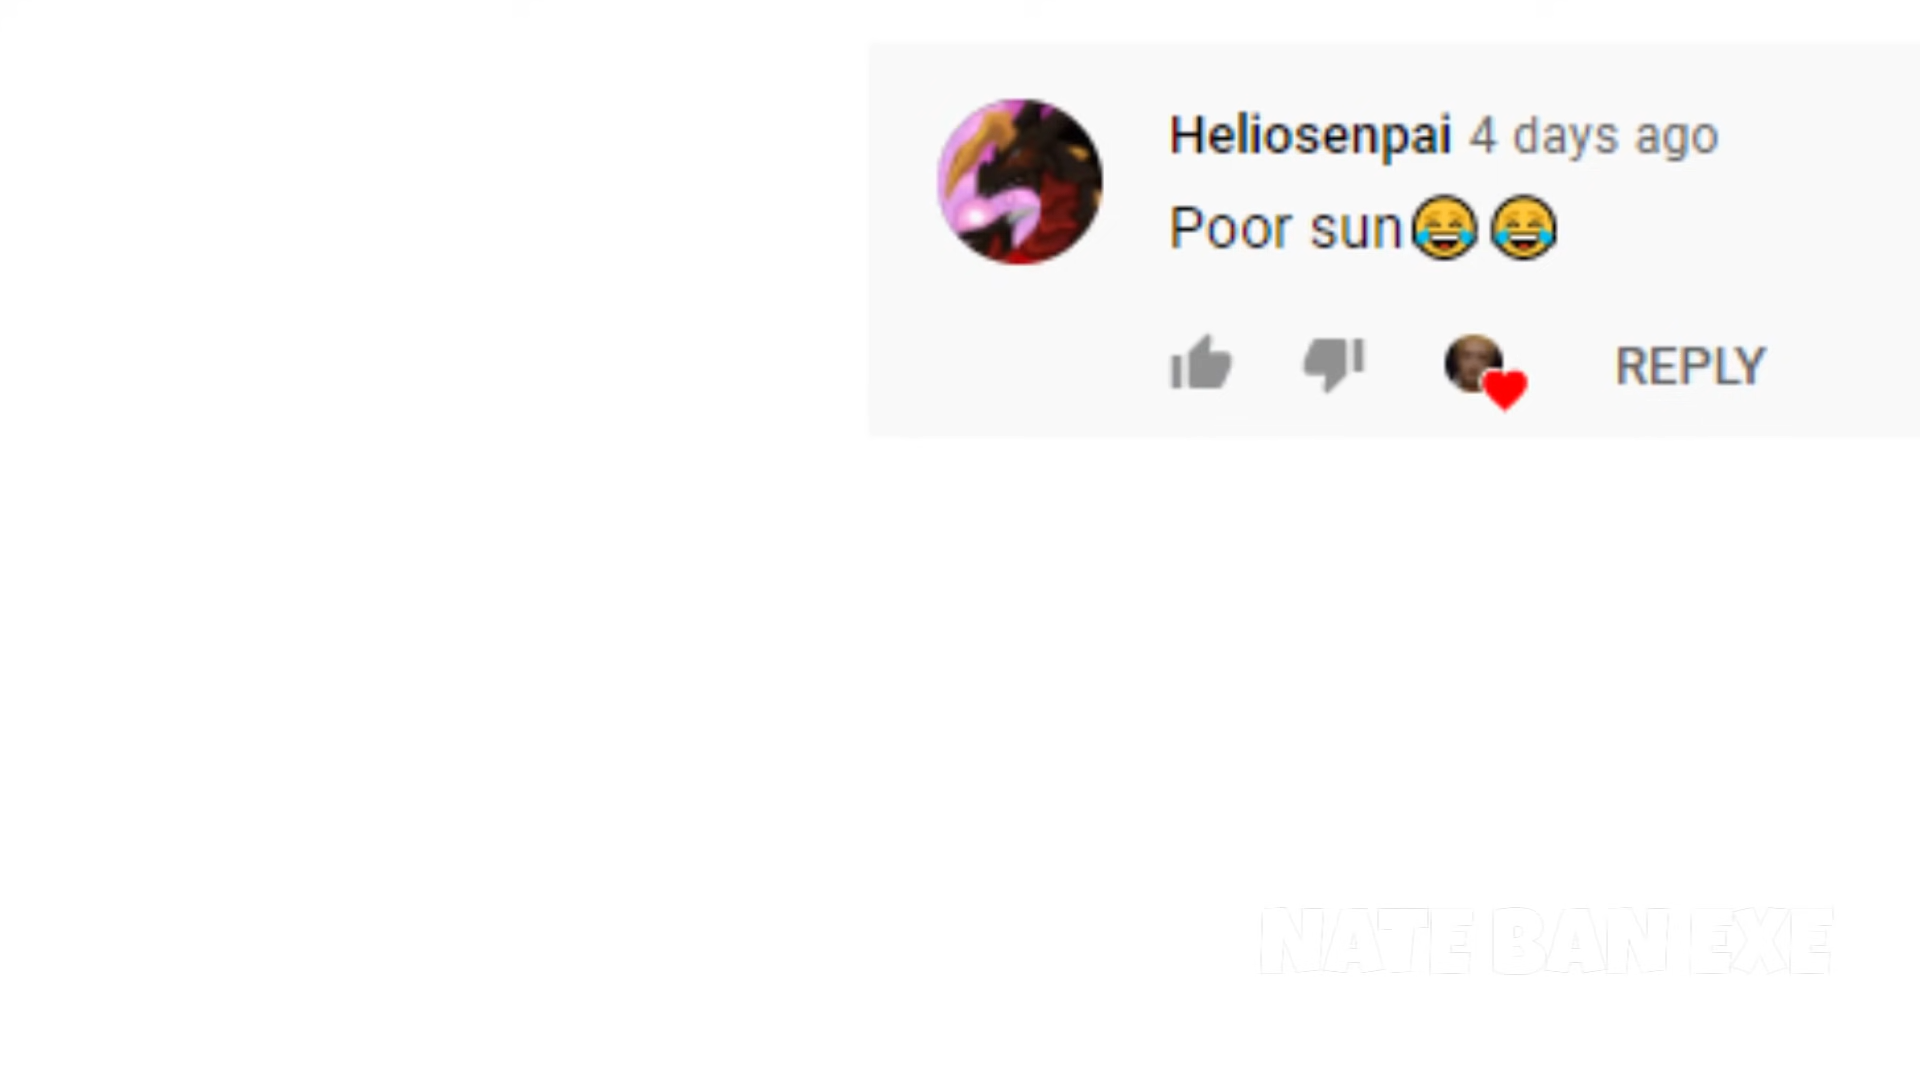 Heliosenpai 4 days ago
Poor sun😂😂
REPLY
NATE BAN EXE